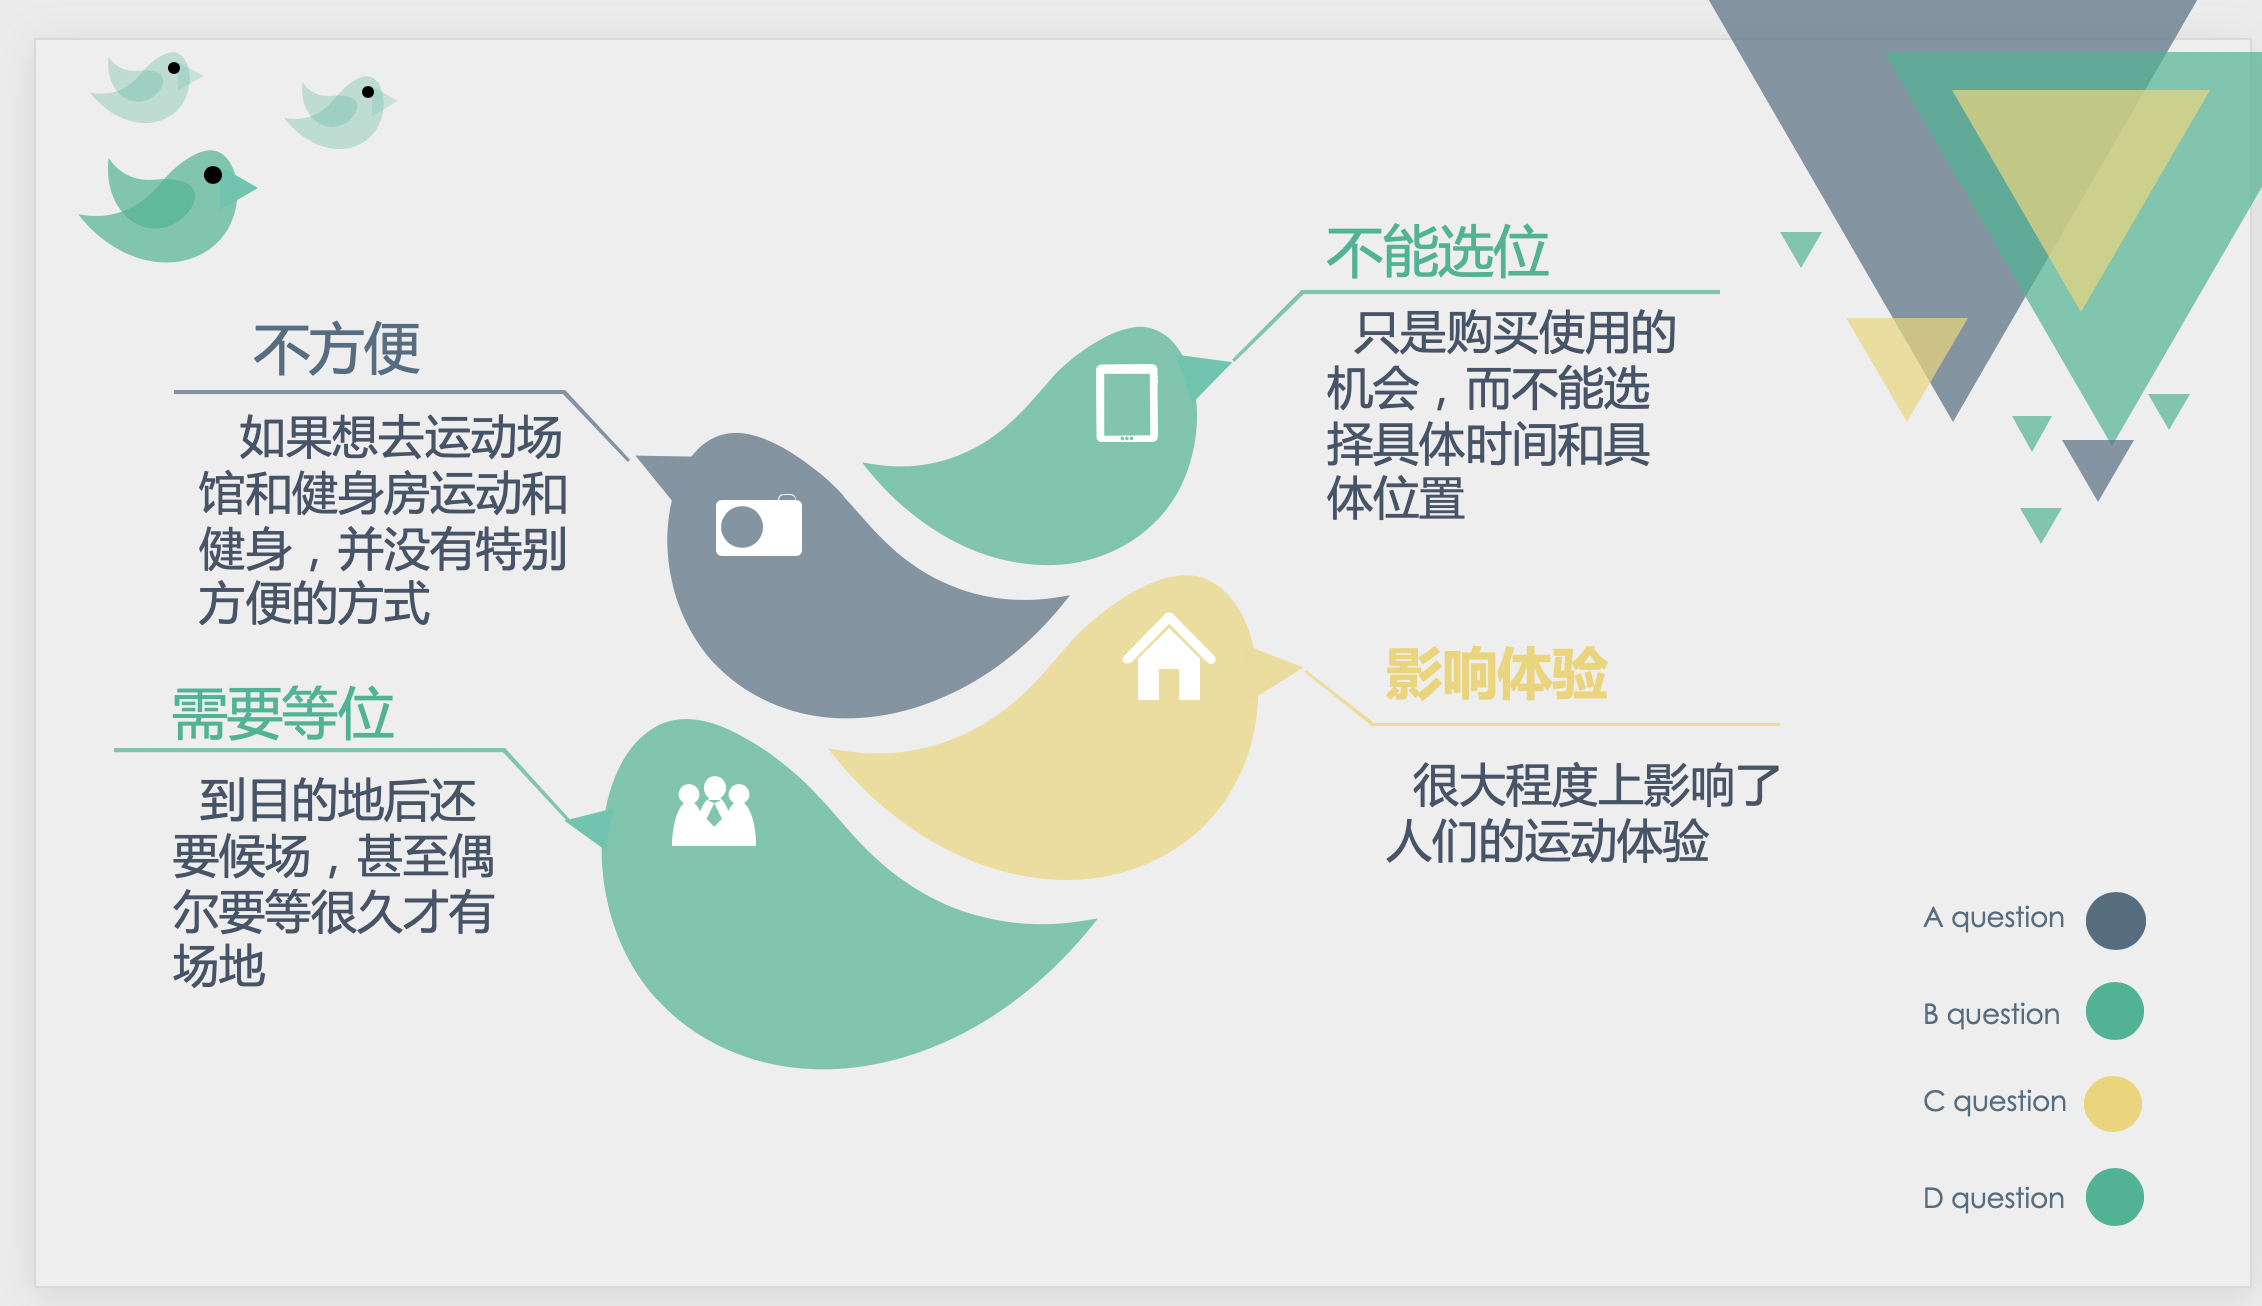 不方便
如果想去运动场
馆和健身房运动和
健身，并没有特别
方便的方式
需要等位
到目的地后还
要候场，甚至偶
尔要等很久才有
场地
不能选位
只是购买使用的
机会，而不能选
择具体时间和具
体位置
影响体验
很大程度上影响了
人们的运动体验
A question
B question
C question
D question